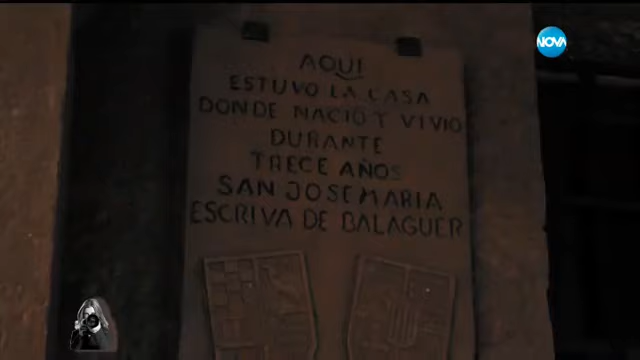 NOVA
AQUI
ESTUVO LA CASA
DONDE NACIO Y VIVIO
DURANTE
TRECE AÑOS
SAN JOSEMARIA
ESCRIVA DE BALAGUER